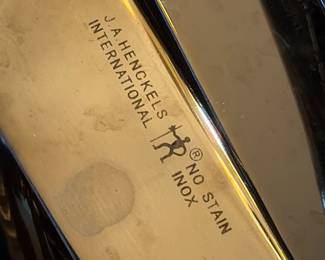 J.A.HENCKELS
INTERNATIONAL
® NO STAIN
INOX